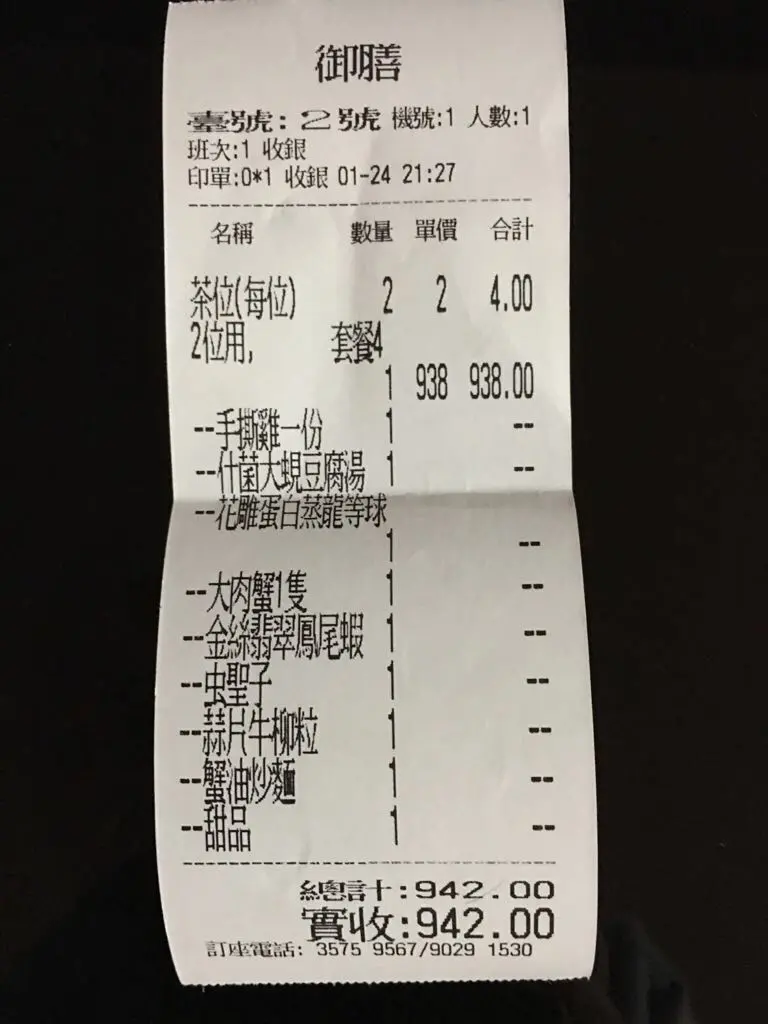 御膳
臺號: 2號 機號:1 人數:1
班次:1 收銀
印單:0*1 收銀 01-24 21:27
名稱 數量 單價 合計
茶位(每位) 2 2 4.00
2位用, 套餐4
1 938 938.00
--手撕雞一份 1 --
--什菌大蜆豆腐湯 1 --
--花雕蛋白蒸龍等球
1 --
--大肉蟹1隻 1 --
--金絲翡翠鳳尾蝦 1 --
--虫聖子 1 --
--蒜片牛柳粒 1 --
--蟹油炒麵 1 --
--甜品 1 --
總計:942.00
實收:942.00
訂座電話: 3575 9567/9029 1530